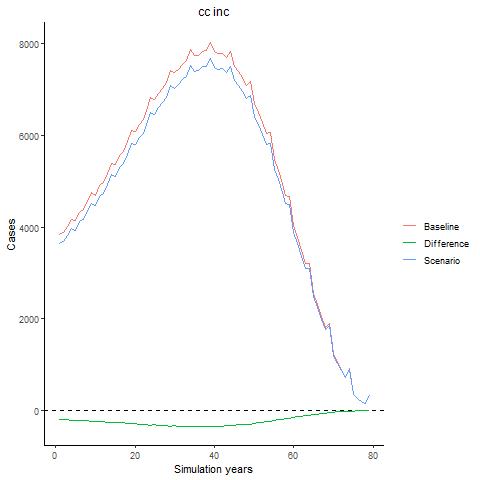 cc inc
8000
6000
4000
2000
0
Cases
0 20 40 60 80
Simulation years
Baseline
Difference
Scenario